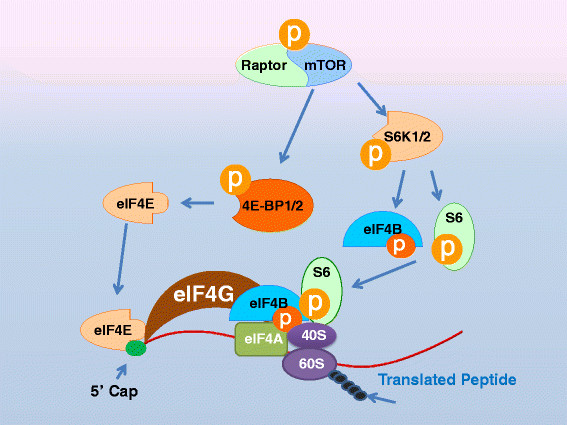 p
Raptor mTOR
S6K1/2
p
p
4E-BP1/2
eIF4E
eIF4B
p
S6
p
eIF4G
S6
eIF4B
p
p
eIF4E
eIF4A
40S
60S
5’ Cap
Translated Peptide